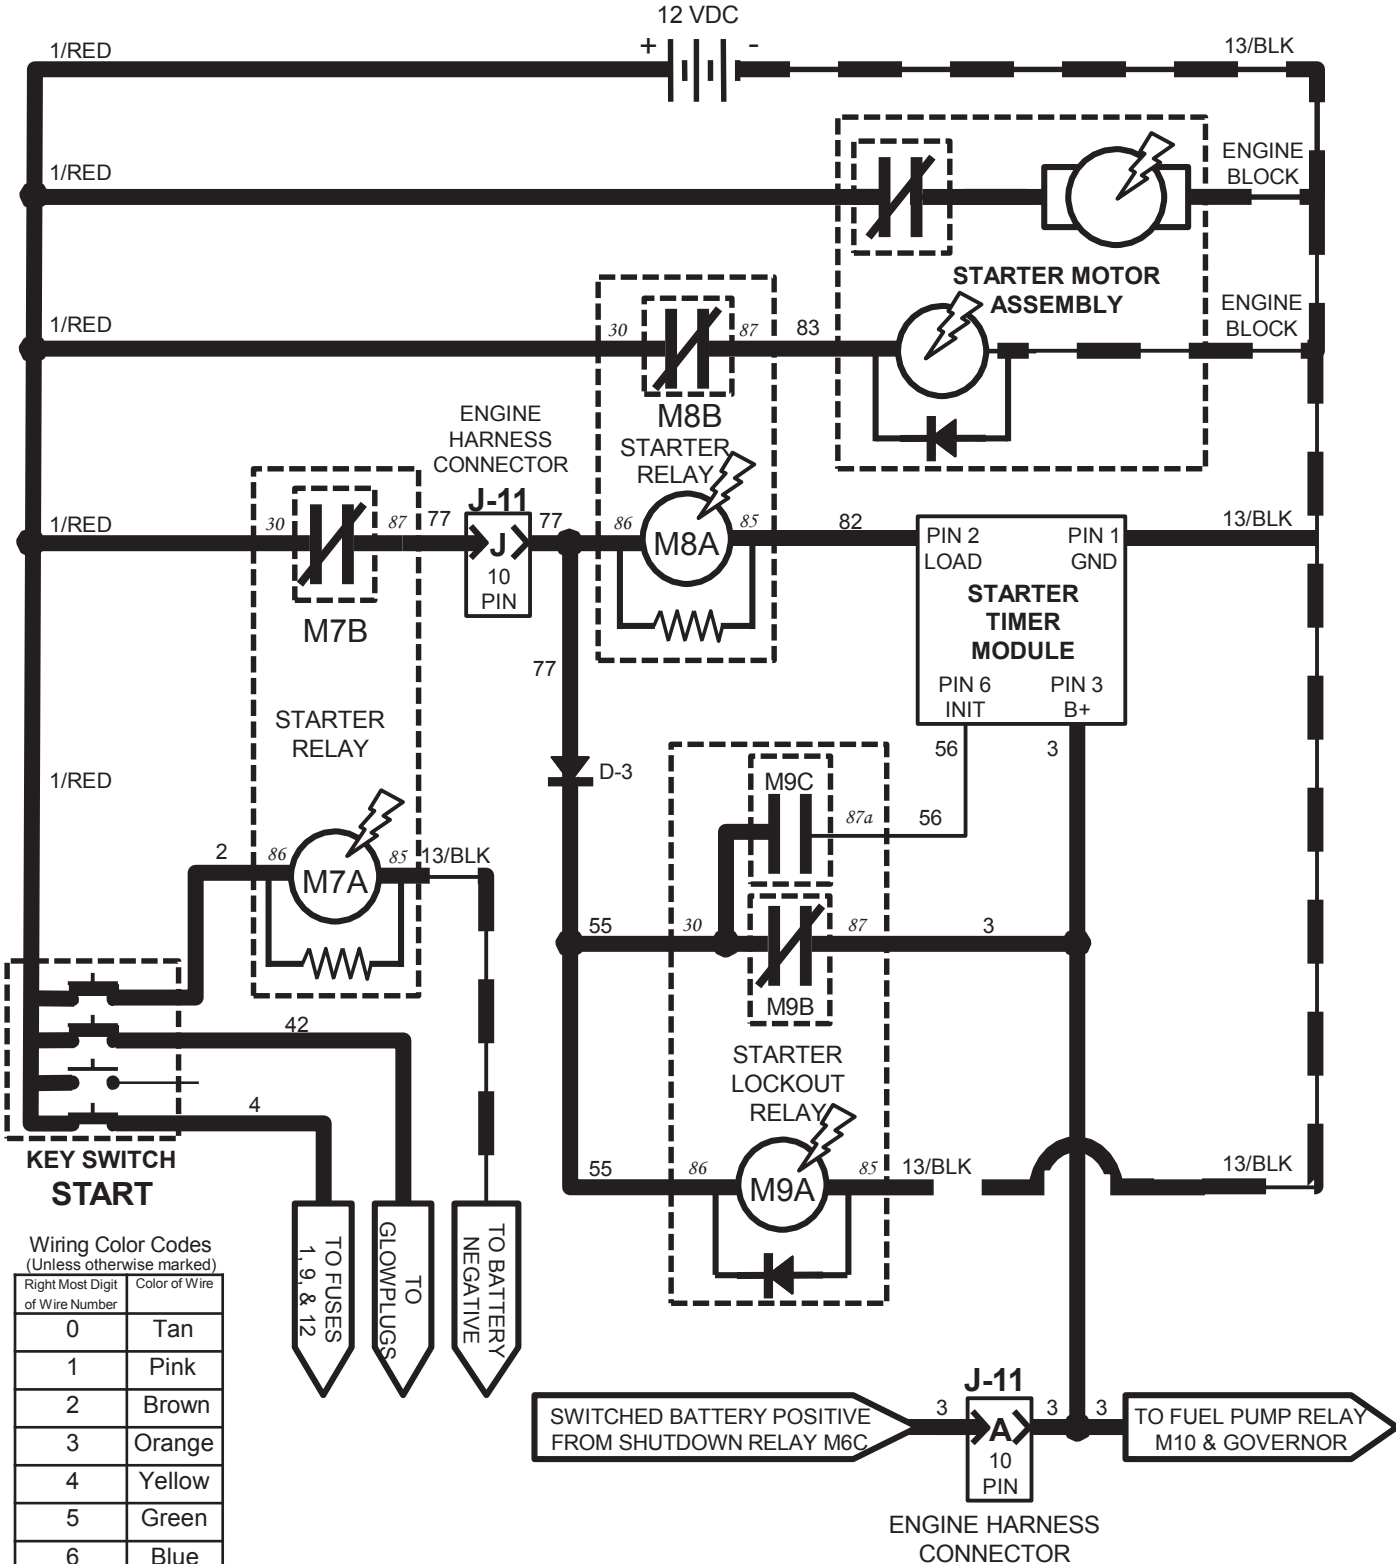 12 VDC
1/RED
+
-
13/BLK
1/RED
ENGINE
BLOCK
STARTER MOTOR
ASSEMBLY
1/RED
30
87
83
ENGINE
BLOCK
M8B
STARTER
RELAY
ENGINE
HARNESS
CONNECTOR
J-11
1/RED
30
87
77
J
10
PIN
77
86
M8A
85
82
PIN 2
LOAD
PIN 1
GND
STARTER
TIMER
MODULE
PIN 6
INIT
PIN 3
B+
13/BLK
M7B
77
STARTER
RELAY
56
3
1/RED
D-3
M9C
87a
56
2
86
M7A
85
13/BLK
55
30
87
3
M9B
42
STARTER
LOCKOUT
RELAY
4
KEY SWITCH
START
55
86
M9A
85
13/BLK
13/BLK
TO FUSES
1, 9, & 12
TO
GLOWPLUGS
TO BATTERY
NEGATIVE
Wiring Color Codes
(Unless otherwise marked)
Right Most Digit
of Wire Number
Color of Wire
0 Tan
1 Pink
2 Brown
3 Orange
4 Yellow
5 Green
6 Blue
J-11
SWITCHED BATTERY POSITIVE
FROM SHUTDOWN RELAY M6C
3
A
10
PIN
3
3
TO FUEL PUMP RELAY
M10 & GOVERNOR
ENGINE HARNESS
CONNECTOR